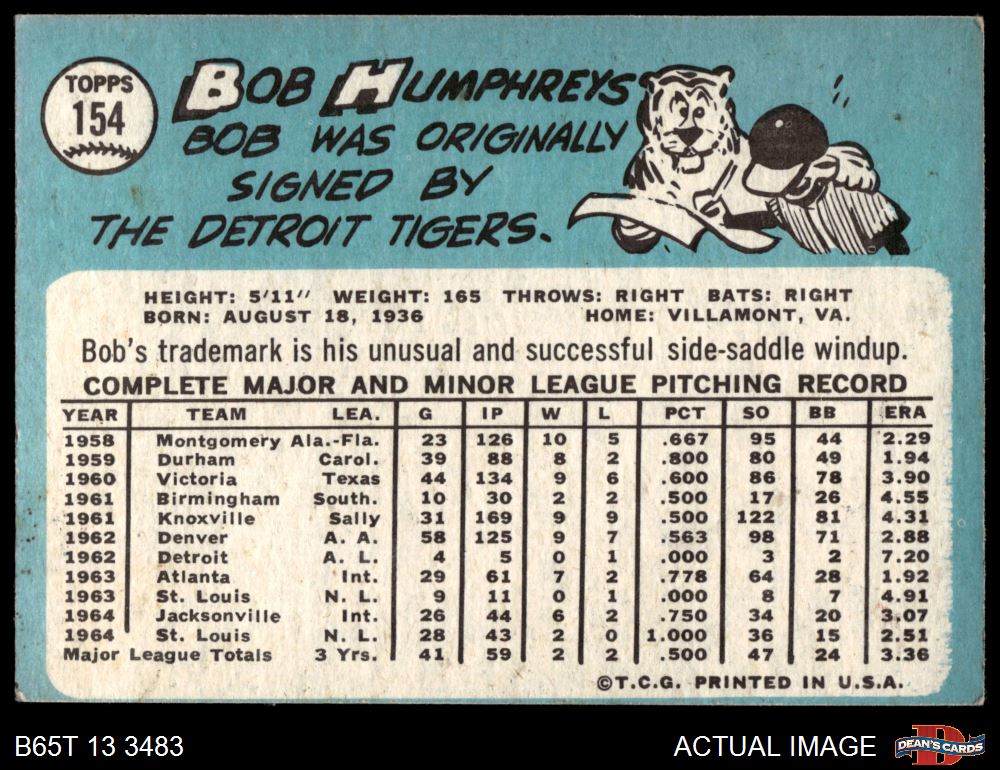 TOPPS
154
BOB HUMPHREYS
BOB WAS ORIGINALLY
SIGNED BY
THE DETROIT TIGERS.
HEIGHT: 5'11" WEIGHT: 165 THROWS: RIGHT BATS: RIGHT
BORN: AUGUST 18, 1936 HOME: VILLAMONT, VA.
Bob's trademark is his unusual and successful side-saddle windup.
COMPLETE MAJOR AND MINOR LEAGUE PITCHING RECORD
YEAR TEAM LEA. G IP W L PCT SO BB ERA
1958 Montgomery Ala.-Fla. 23 126 10 5 .667 95 44 2.29
1959 Durham Carol. 39 88 8 2 .800 80 49 1.94
1960 Victoria Texas 44 134 9 6 .600 86 78 3.90
1961 Birmingham South. 10 30 2 2 .500 17 26 4.55
1961 Knoxville Sally 31 169 9 9 .500 122 81 4.31
1962 Denver A. A. 58 125 9 7 .563 98 71 2.88
1962 Detroit A. L. 4 5 0 1 .000 3 2 7.20
1963 Atlanta Int. 29 61 7 2 .778 64 28 1.92
1963 St. Louis N. L. 9 11 0 1 .000 8 7 4.91
1964 Jacksonville Int. 26 44 6 2 .750 34 20 3.07
1964 St. Louis N. L. 28 43 2 0 1.000 36 15 2.51
Major League Totals 3 Yrs. 41 59 2 2 .500 47 24 3.36
©T.C.G. PRINTED IN U.S.A.
B65T 13 3483 ACTUAL IMAGE
DEAN'S CARDS